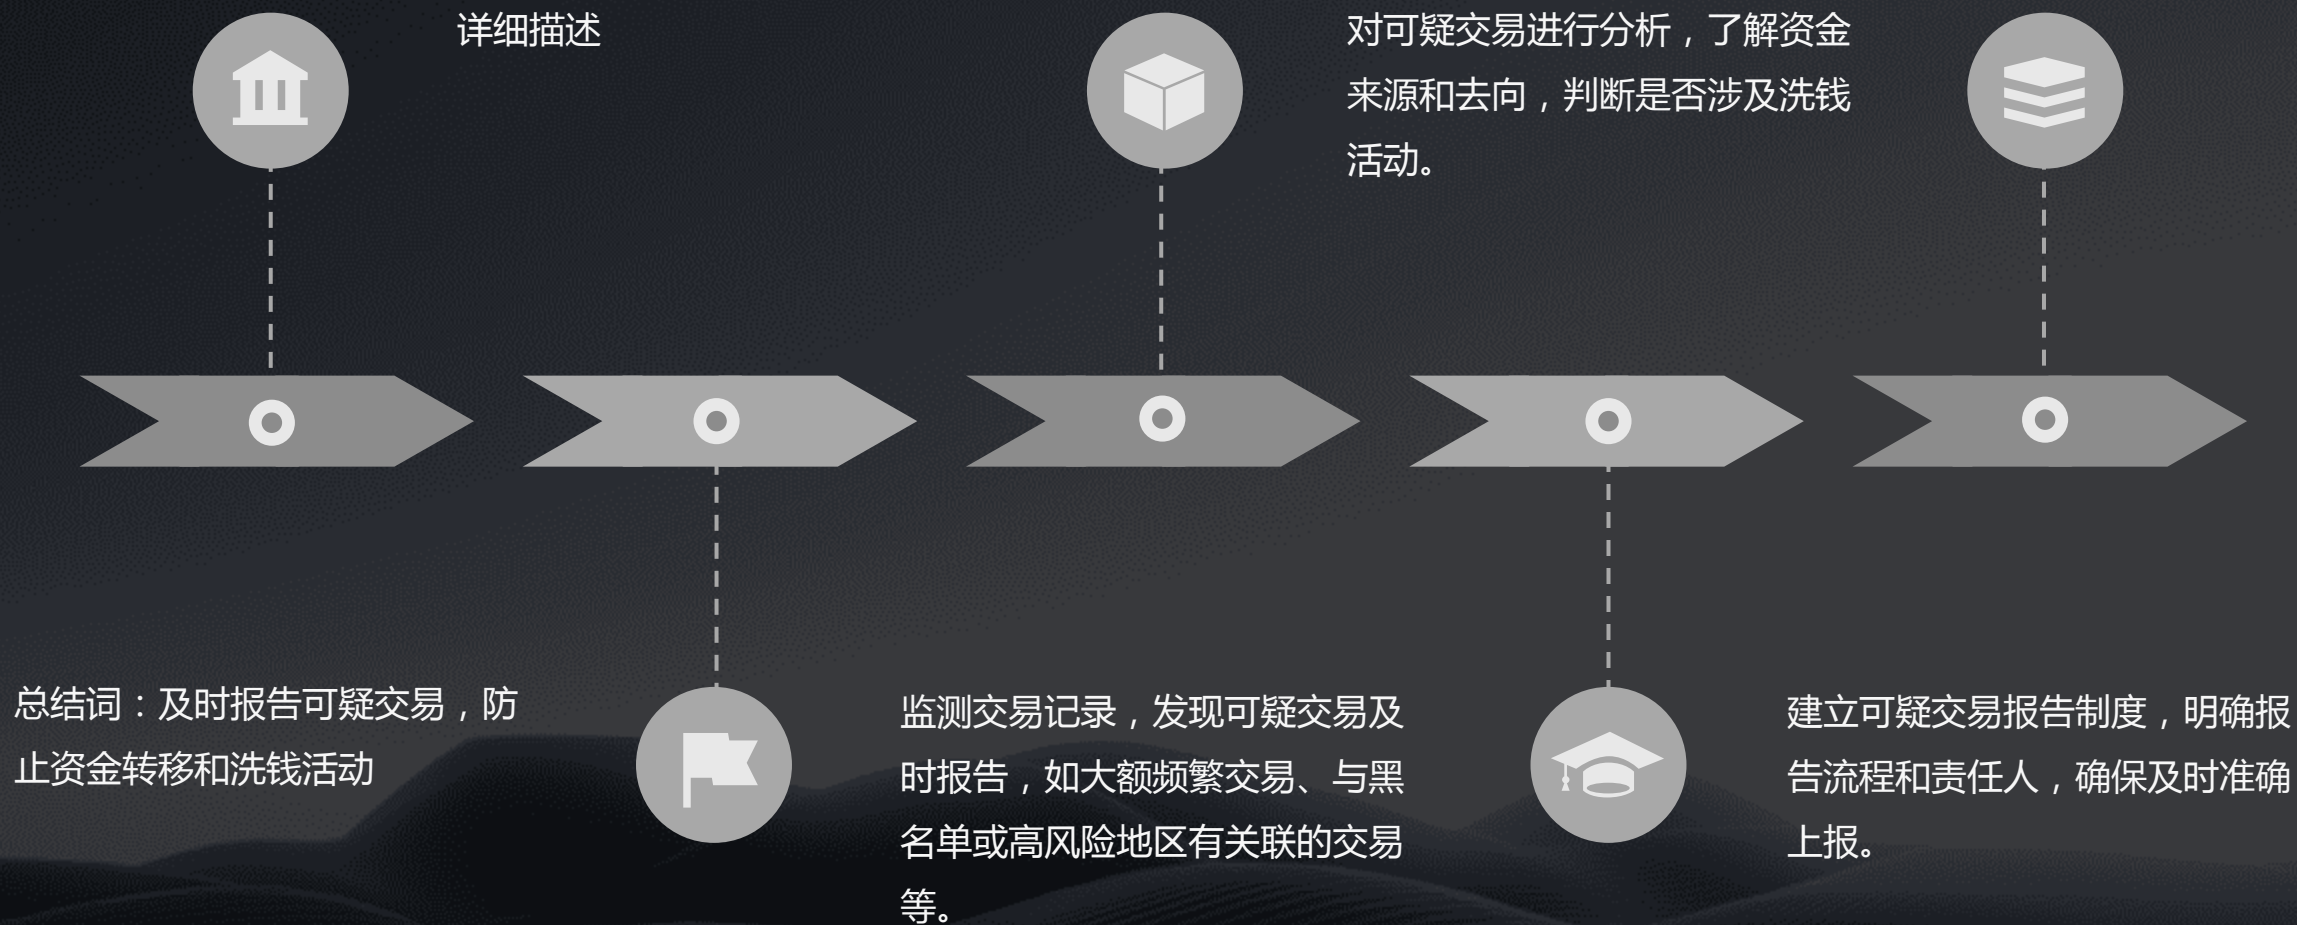 总结词：及时报告可疑交易，防
止资金转移和洗钱活动
详细描述
监测交易记录，发现可疑交易及
时报告，如大额频繁交易、与黑
名单或高风险地区有关联的交易
等。
对可疑交易进行分析，了解资金
来源和去向，判断是否涉及洗钱
活动。
建立可疑交易报告制度，明确报
告流程和责任人，确保及时准确
上报。